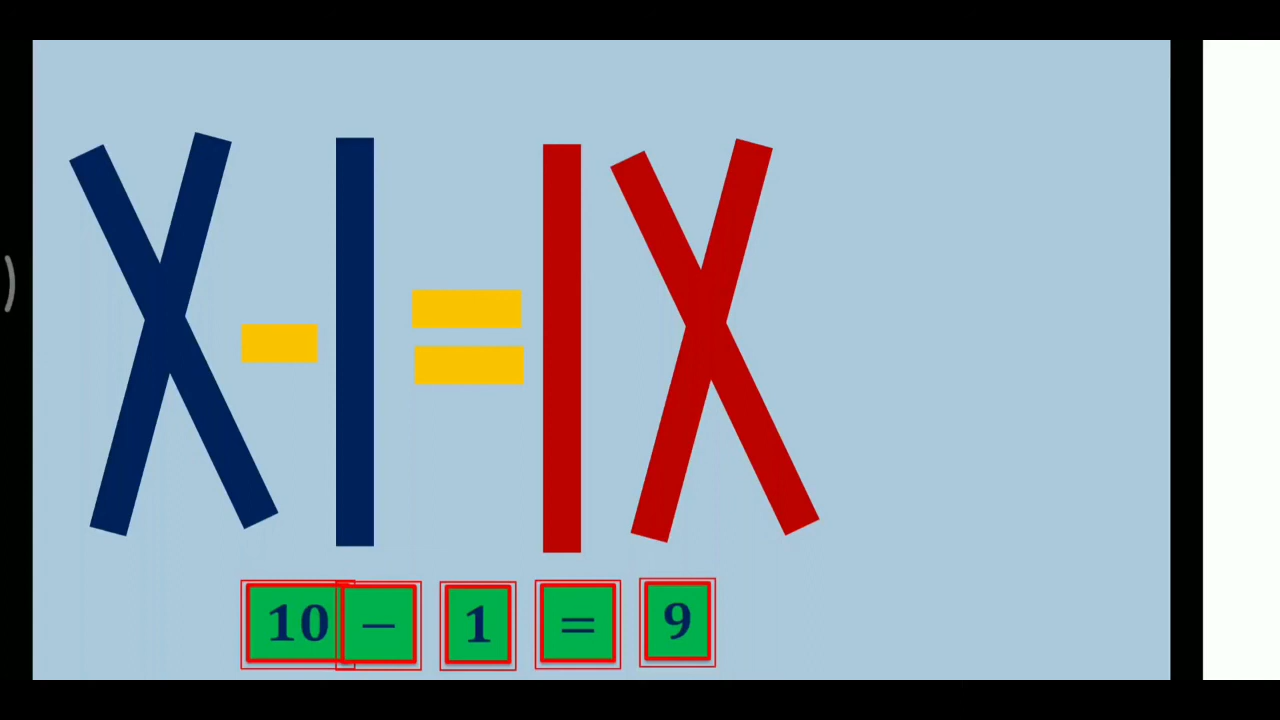 X - I = IX
10 − 1 = 9